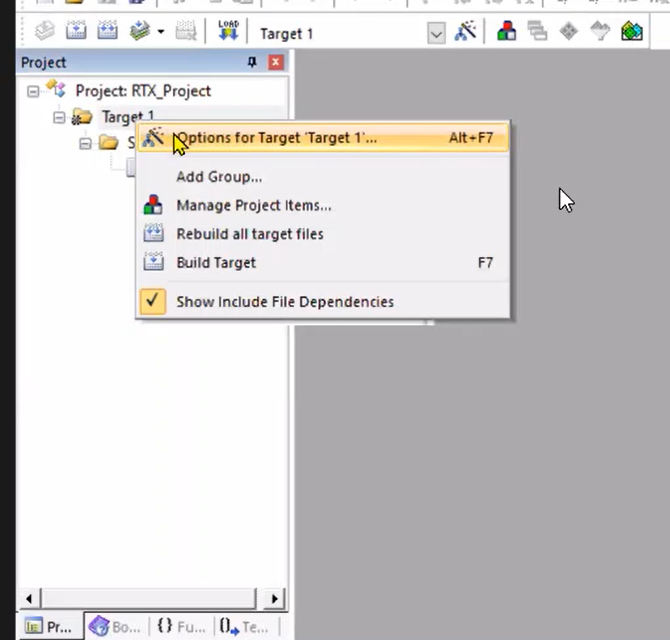 LOAD
Target 1
Project
Project: RTX_Project
Target 1
S
Options for Target 'Target 1'... Alt+F7
Add Group...
Manage Project Items...
Rebuild all target files
Build Target F7
Show Include File Dependencies
Pr... Bo... {} Fu... Te...